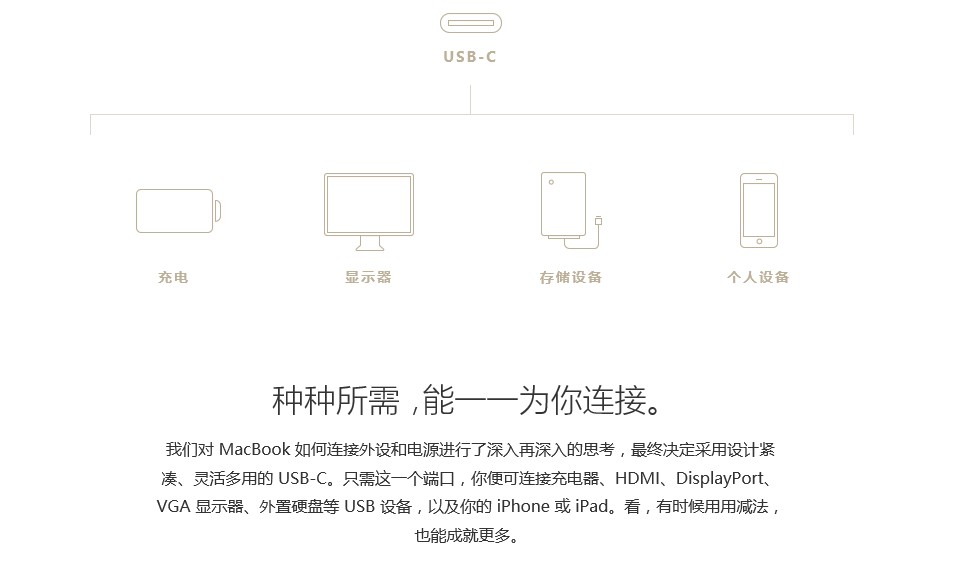 USB-C
充电
显示器
存储设备
个人设备
种种所需，能一一为你连接。
我们对 MacBook 如何连接外设和电源进行了深入再深入的思考，最终决定采用设计紧
凑、灵活多用的 USB-C。只需这一个端口，你便可连接充电器、HDMI、DisplayPort、
VGA 显示器、外置硬盘等 USB 设备，以及你的 iPhone 或 iPad。看，有时候用用减法，
也能成就更多。